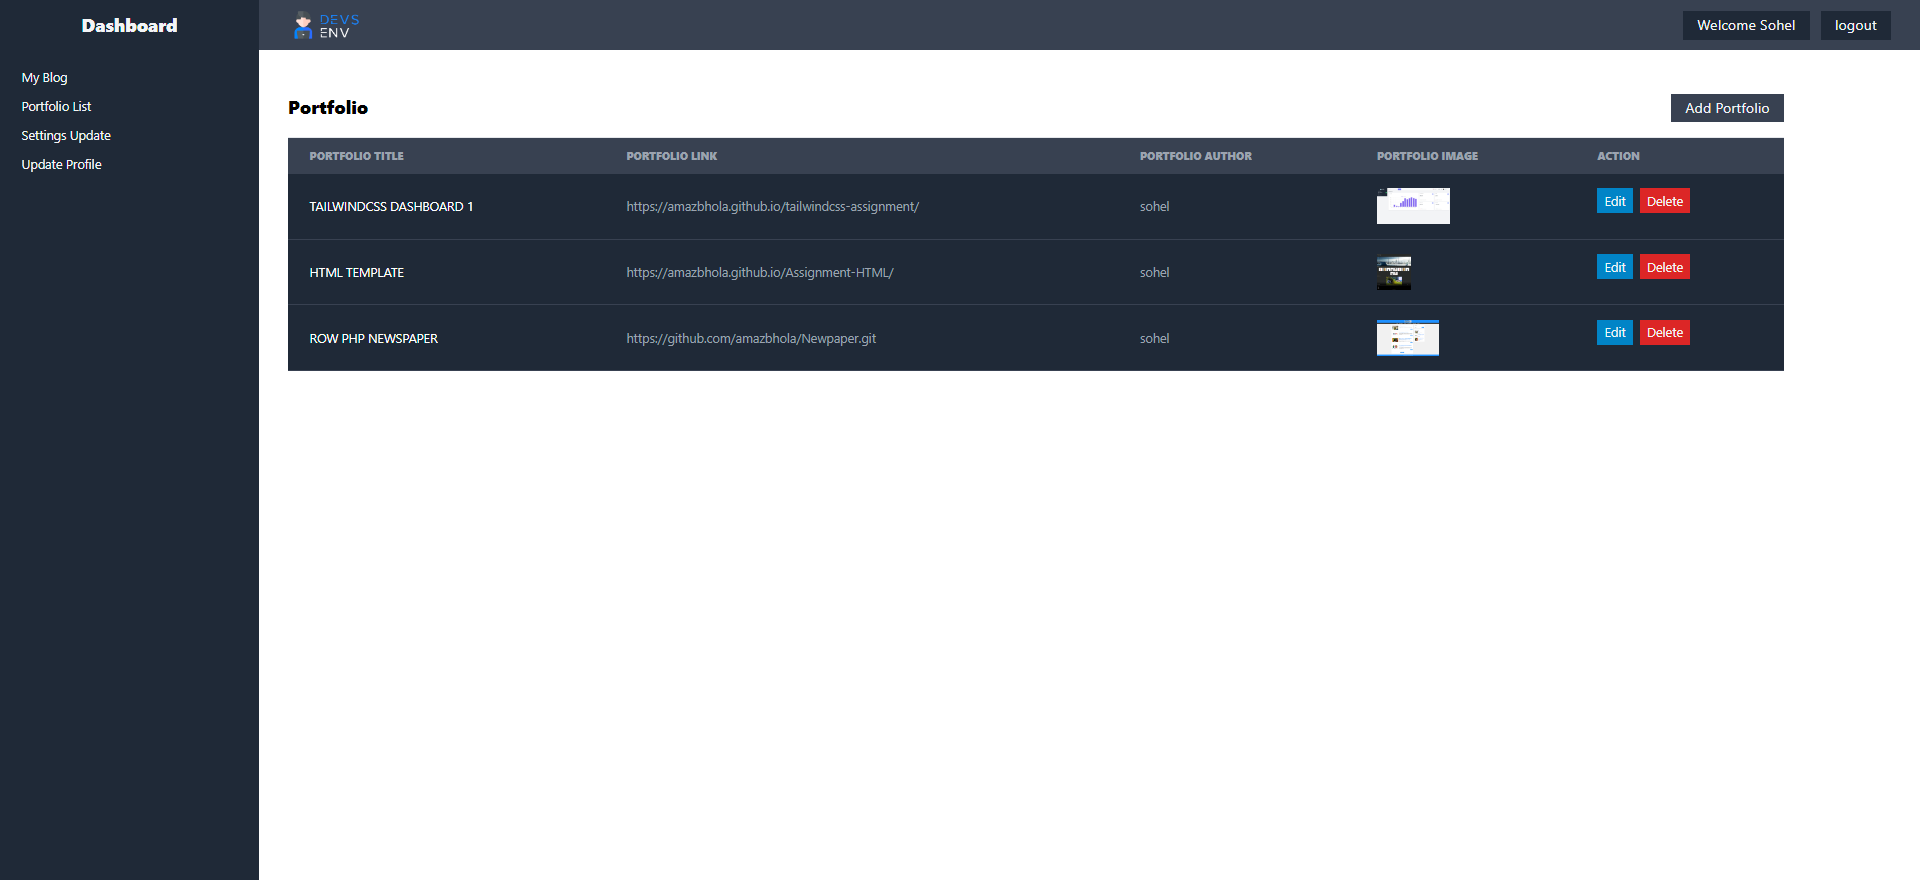 Dashboard
DEVS
ENV
Welcome Sohel
logout
My Blog
Portfolio List
Settings Update
Update Profile
Portfolio
Add Portfolio
PORTFOLIO TITLE PORTFOLIO LINK PORTFOLIO AUTHOR PORTFOLIO IMAGE ACTION
TAILWINDCSS DASHBOARD 1 https://amazbhola.github.io/tailwindcss-assignment/ sohel Edit Delete
HTML TEMPLATE https://amazbhola.github.io/Assignment-HTML/ sohel Edit Delete
ROW PHP NEWSPAPER https://github.com/amazbhola/Newpaper.git sohel Edit Delete